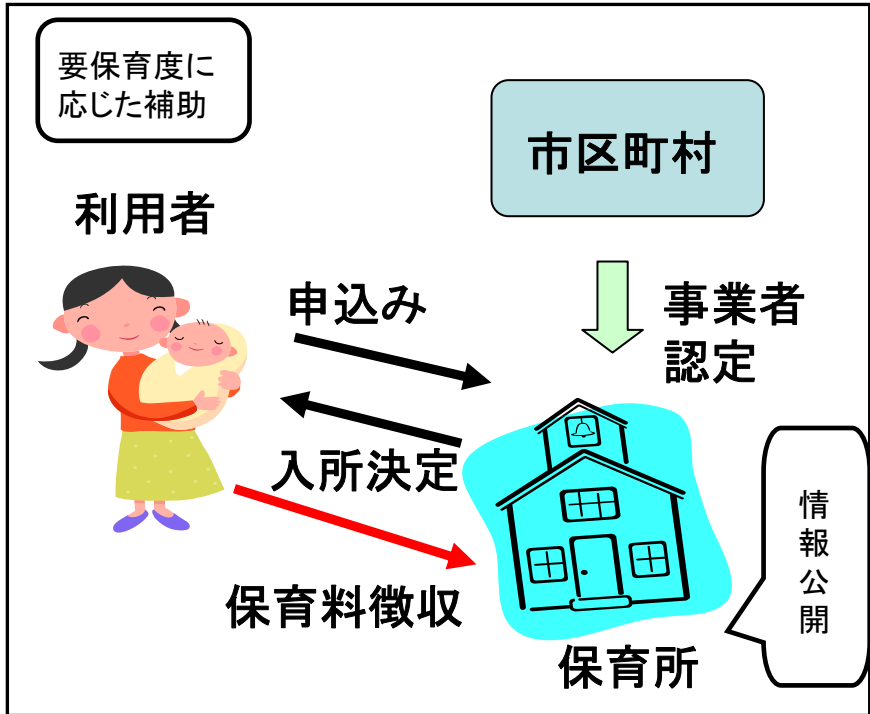 要保育度に
応じた補助
市区町村
利用者
申込み
事業者
認定
入所決定
保育料徴収
保育所
情報公開